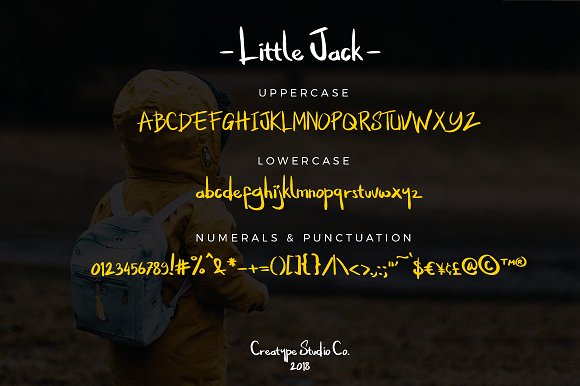 -Little Jack-
UPPERCASE
ABCDEFGHIJKLMNOPQRSTUVWXYZ
LOWERCASE
abcdefghijklmnopqrstuvwxyz
NUMERALS & PUNCTUATION
0123456789!#%^&*-+=()[]{}/|\<>.,:;"'~`$€¥¢£@©™®
Creatype Studio Co.
2018